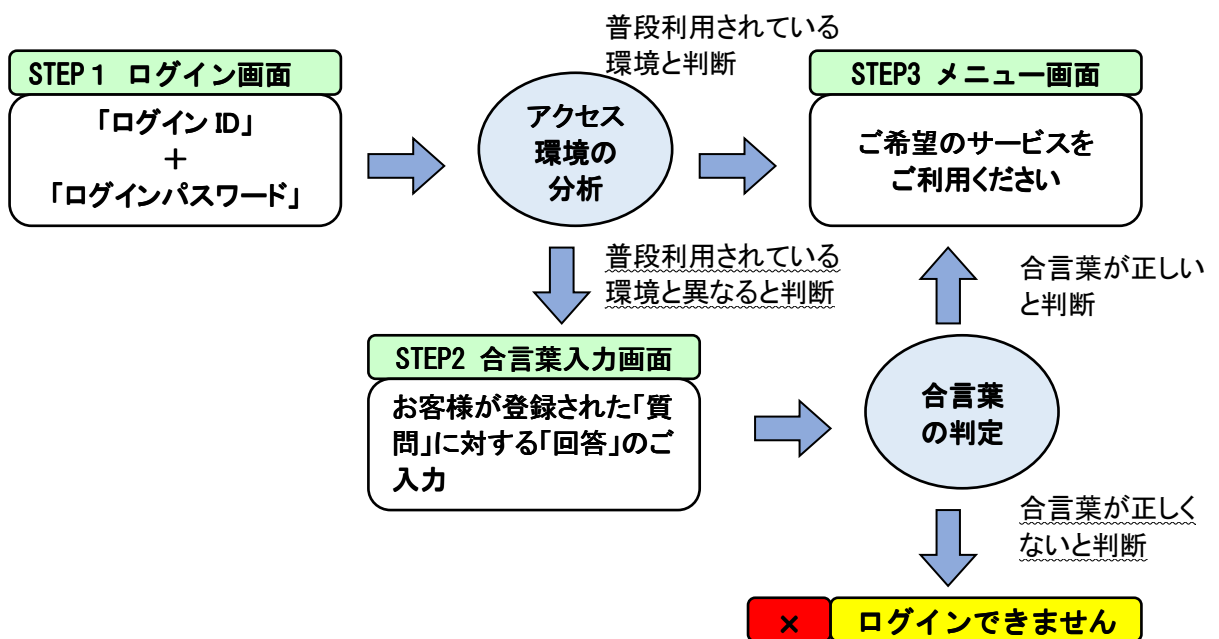 普段利用されている
環境と判断
STEP 1 ログイン画面
「ログイン ID」
＋
「ログインパスワード」
アクセス
環境の
分析
STEP3 メニュー画面
ご希望のサービスを
ご利用ください
普段利用されている
環境と異なると判断
合言葉が正しい
と判断
STEP2 合言葉入力画面
お客様が登録された「質
問」に対する「回答」のご
入力
合言葉
の判定
合言葉が正しく
ないと判断
× ログインできません